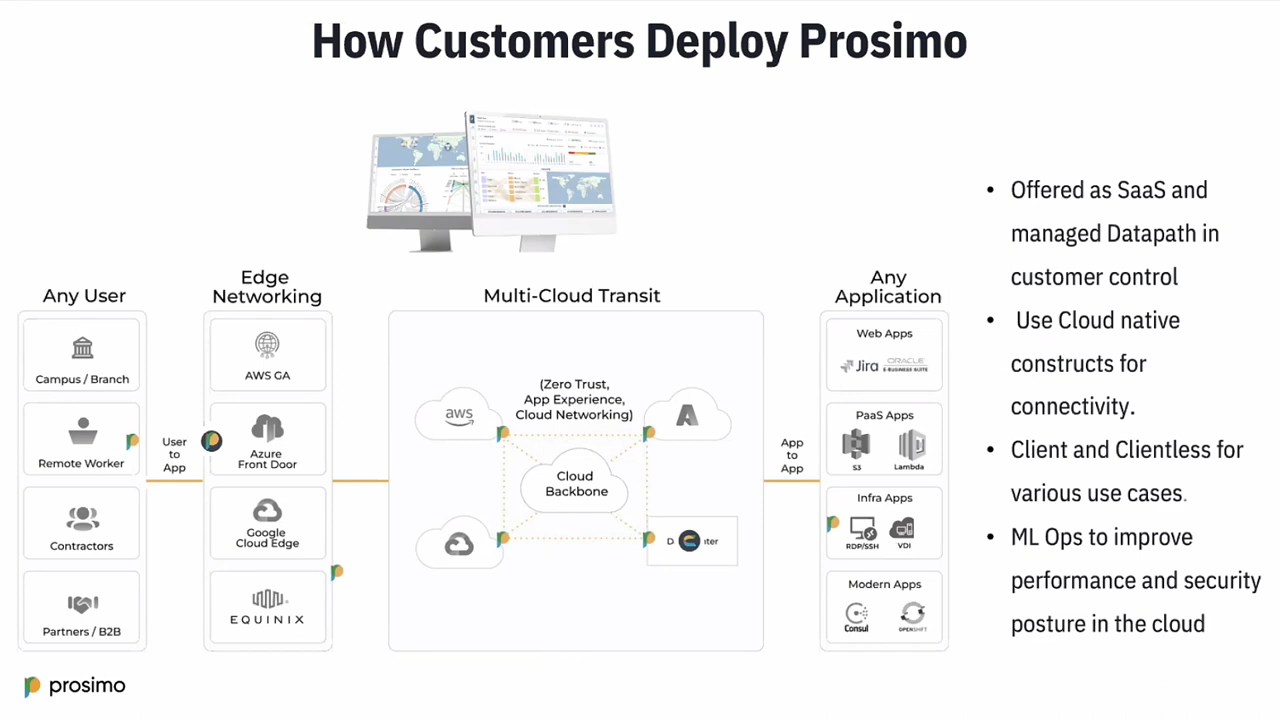 How Customers Deploy Prosimo
Any User
Campus / Branch
Remote Worker
Contractors
Partners / B2B
User
to
App
Edge
Networking
AWS GA
Azure
Front Door
Google
Cloud Edge
EQUINIX
Multi-Cloud Transit
(Zero Trust,
App Experience,
Cloud Networking)
aws
Cloud
Backbone
App
to
App
Any
Application
Web Apps
Jira
ORACLE
E-BUSINESS SUITE
PaaS Apps
S3
Lambda
Infra Apps
RDP/SSH
VDI
Modern Apps
Consul
OPENSHIFT
• Offered as SaaS and
managed Datapath in
customer control
• Use Cloud native
constructs for
connectivity.
• Client and Clientless for
various use cases.
• ML Ops to improve
performance and security
posture in the cloud
prosimo